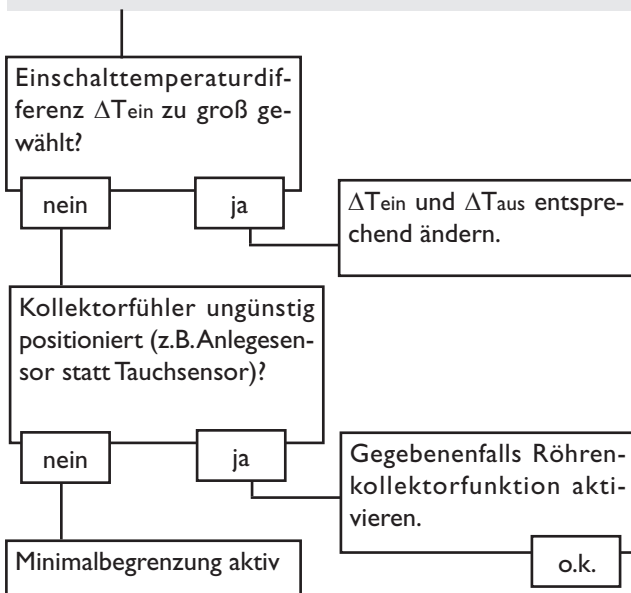 Einschalttemperaturdif-
ferenz ΔTein zu groß ge-
wählt?
nein
ja
ΔTein und ΔTaus entspre-
chend ändern.
Kollektorfühler ungünstig
positioniert (z.B. Anlegesen-
sor statt Tauchsensor)?
nein
ja
Gegebenenfalls Röhren-
kollektorfunktion akti-
vieren.
o.k.
Minimalbegrenzung aktiv